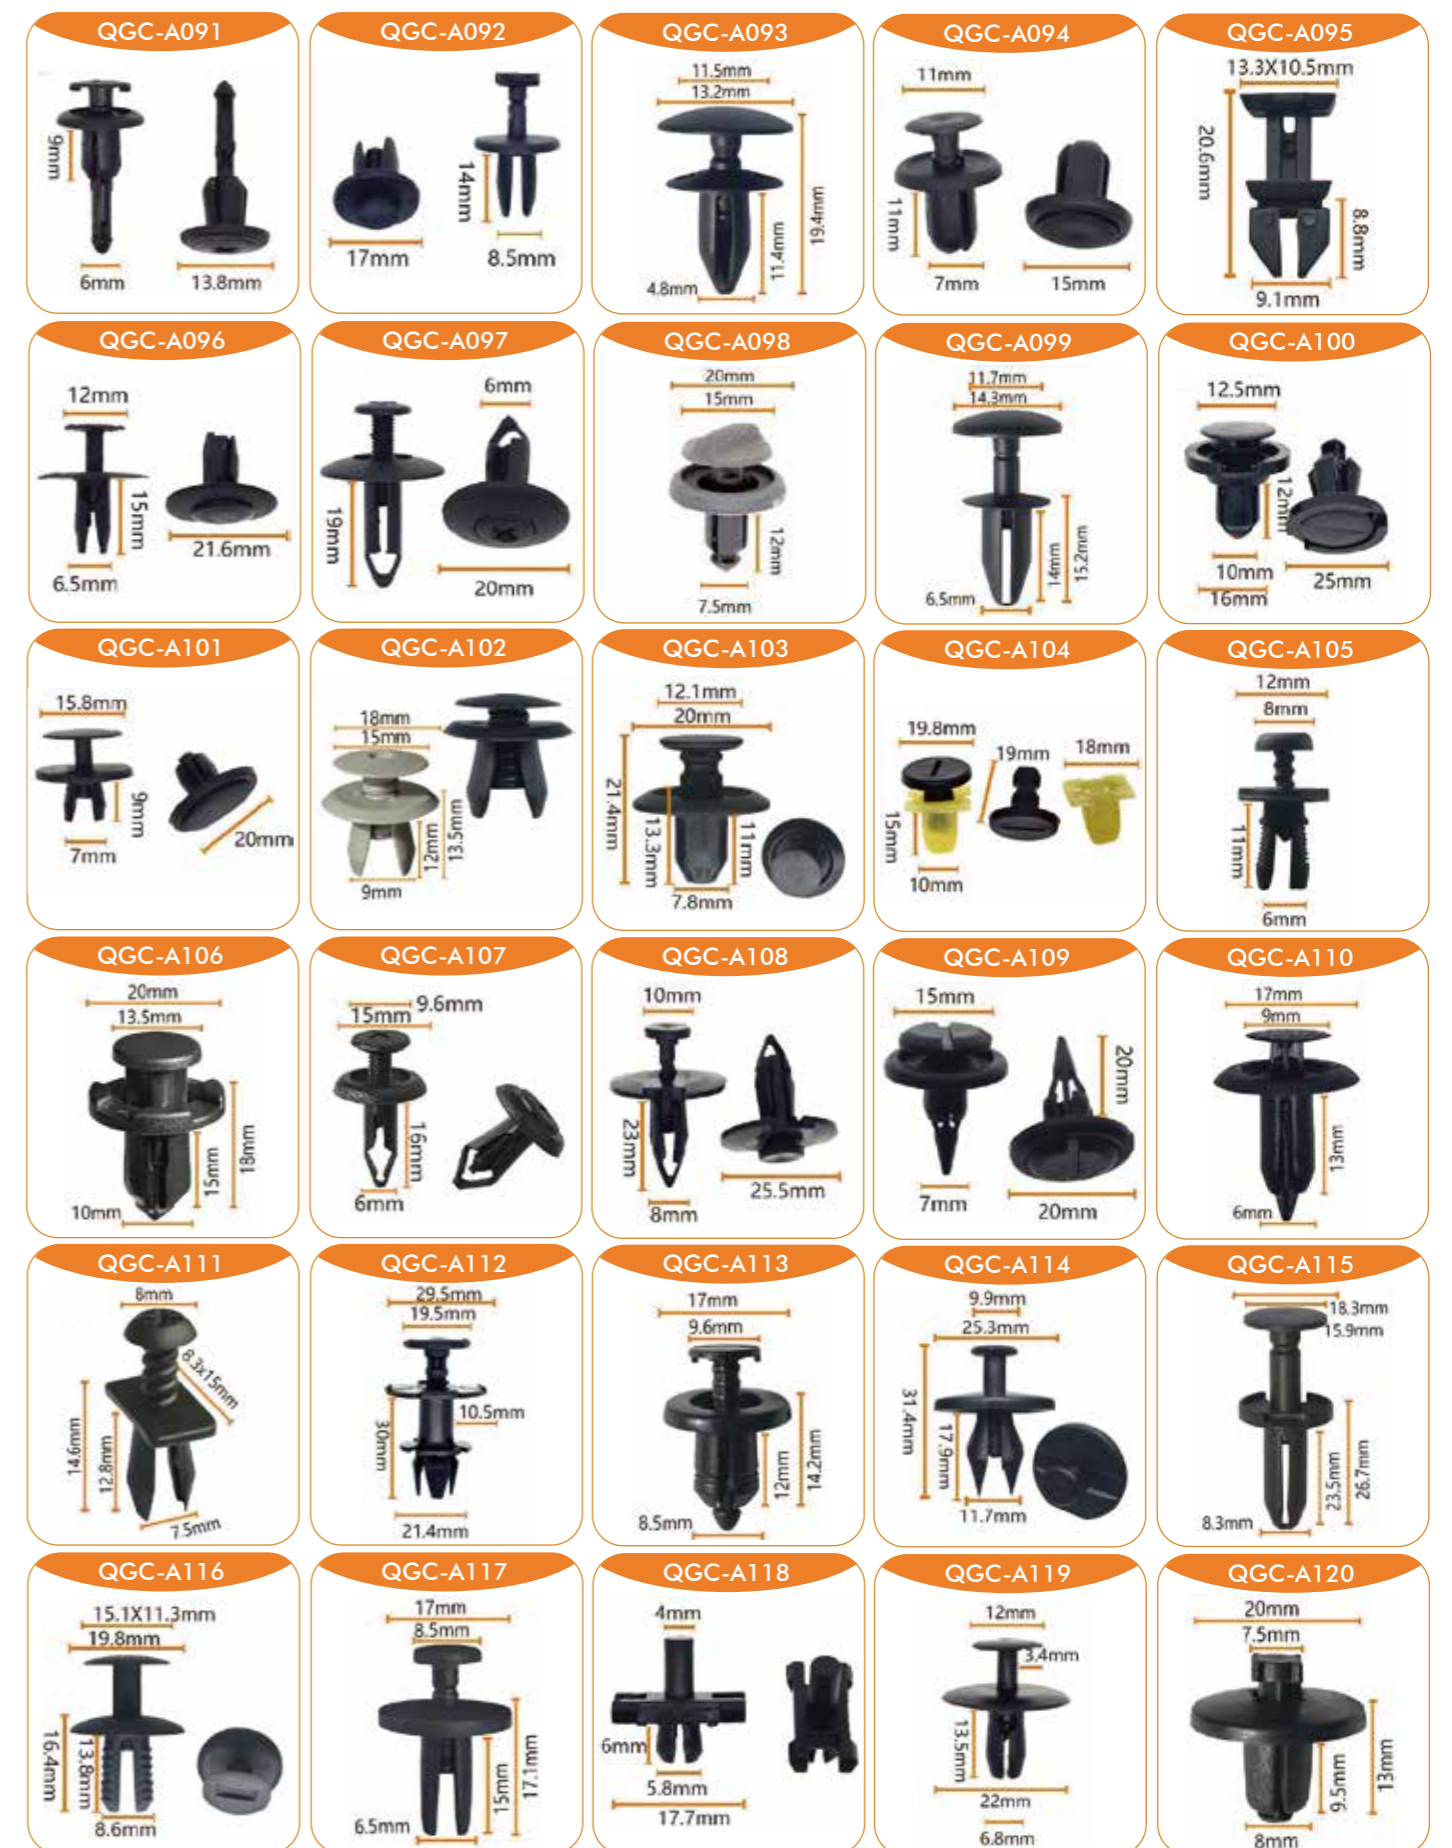 QGC-A091
9mm
6mm
13.8mm
QGC-A092
14mm
17mm
8.5mm
QGC-A093
11.5mm
13.2mm
19.4mm
11.4mm
4.8mm
QGC-A094
11mm
11mm
7mm
15mm
QGC-A095
13.3X10.5mm
20.6mm
8.8mm
9.1mm
QGC-A096
12mm
15mm
21.6mm
6.5mm
QGC-A097
6mm
19mm
20mm
QGC-A098
20mm
15mm
12mm
7.5mm
QGC-A099
11.7mm
14.3mm
14mm
15.2mm
6.5mm
QGC-A100
12.5mm
12mm
10mm
25mm
16mm
QGC-A101
15.8mm
9mm
20mm
7mm
QGC-A102
18mm
15mm
13.5mm
12mm
9mm
QGC-A103
12.1mm
20mm
21.4mm
13.3mm
11mm
7.8mm
QGC-A104
19.8mm
19mm
18mm
15mm
10mm
QGC-A105
12mm
8mm
11mm
6mm
QGC-A106
20mm
13.5mm
18mm
15mm
10mm
QGC-A107
9.6mm
15mm
16mm
6mm
QGC-A108
10mm
23mm
25.5mm
8mm
QGC-A109
15mm
20mm
7mm
20mm
QGC-A110
17mm
9mm
13mm
6mm
QGC-A111
8mm
8.3x15mm
14.6mm
12.8mm
7.5mm
QGC-A112
29.5mm
19.5mm
10.5mm
30mm
21.4mm
QGC-A113
17mm
9.6mm
12mm
14.2mm
8.5mm
QGC-A114
9.9mm
25.3mm
31.4mm
17.9mm
11.7mm
QGC-A115
18.3mm
15.9mm
23.5mm
26.7mm
8.3mm
QGC-A116
15.1X11.3mm
19.8mm
16.4mm
13.8mm
8.6mm
QGC-A117
17mm
8.5mm
17.1mm
15mm
6.5mm
QGC-A118
4mm
6mm
5.8mm
17.7mm
QGC-A119
12mm
3.4mm
13.5mm
22mm
6.8mm
QGC-A120
20mm
7.5mm
9.5mm
13mm
8mm